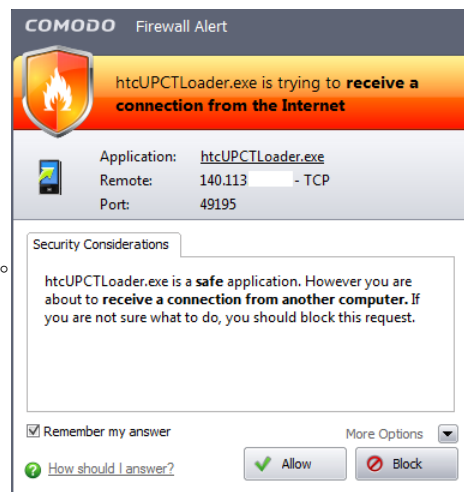 COMODO Firewall Alert
htcUPCTLoader.exe is trying to receive a
connection from the Internet
Application: htcUPCTLoader.exe
Remote: 140.113 - TCP
Port: 49195
Security Considerations
htcUPCTLoader.exe is a safe application. However you are
about to receive a connection from another computer. If
you are not sure what to do, you should block this request.
Remember my answer
More Options
How should I answer?
Allow
Block